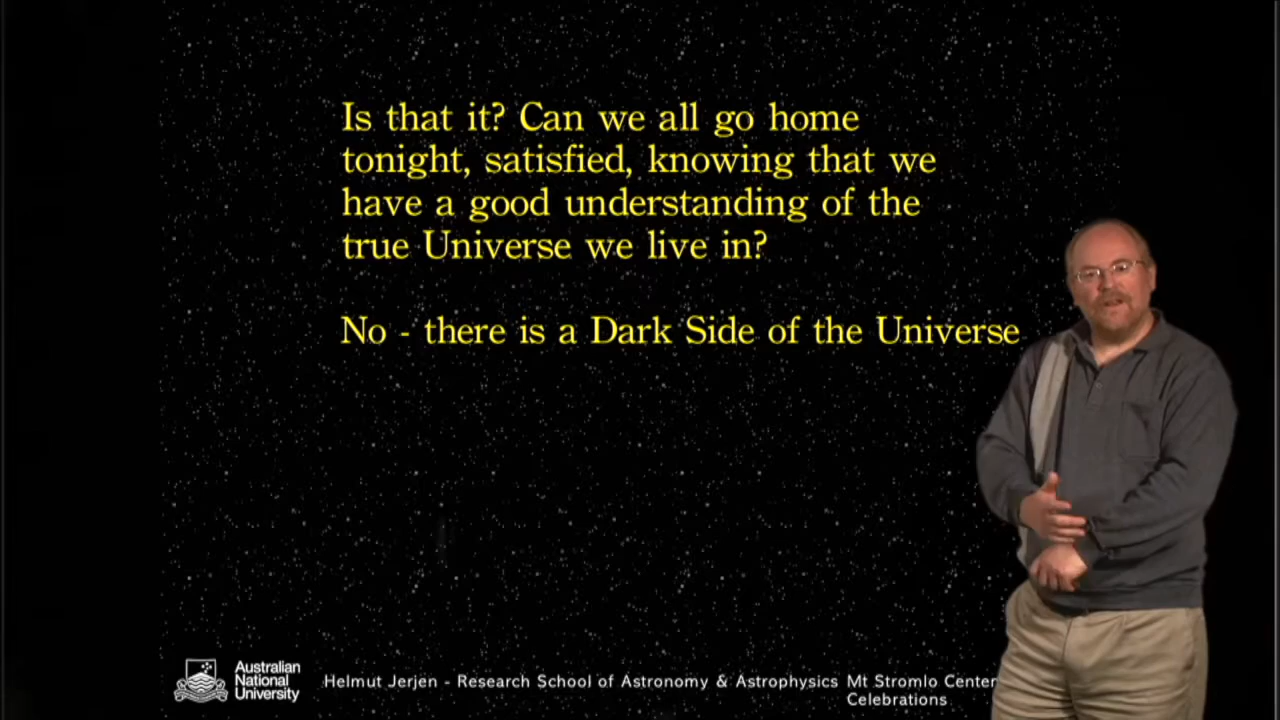 Is that it? Can we all go home
tonight, satisfied, knowing that we
have a good understanding of the
true Universe we live in?
No - there is a Dark Side of the Universe
Australian
National
University
Helmut Jerjen - Research School of Astronomy & Astrophysics
Mt Stromlo Center
Celebrations